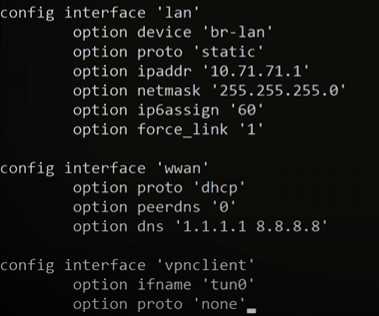 config interface 'lan'
        option device 'br-lan'
        option proto 'static'
        option ipaddr '10.71.71.1'
        option netmask '255.255.255.0'
        option ip6assign '60'
        option force_link '1'

config interface 'wwan'
        option proto 'dhcp'
        option peerdns '0'
        option dns '1.1.1.1 8.8.8.8'

config interface 'vpnclient'
        option ifname 'tun0'
        option proto 'none'